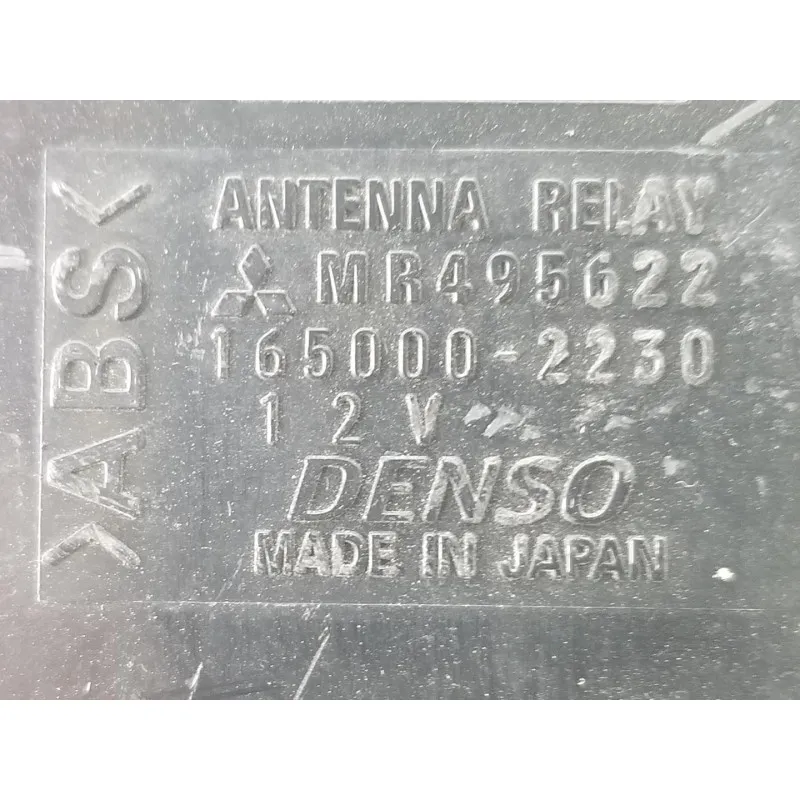 >ABS<
ANTENNA RELAY
MR495622
165000-2230
12V
DENSO
MADE IN JAPAN